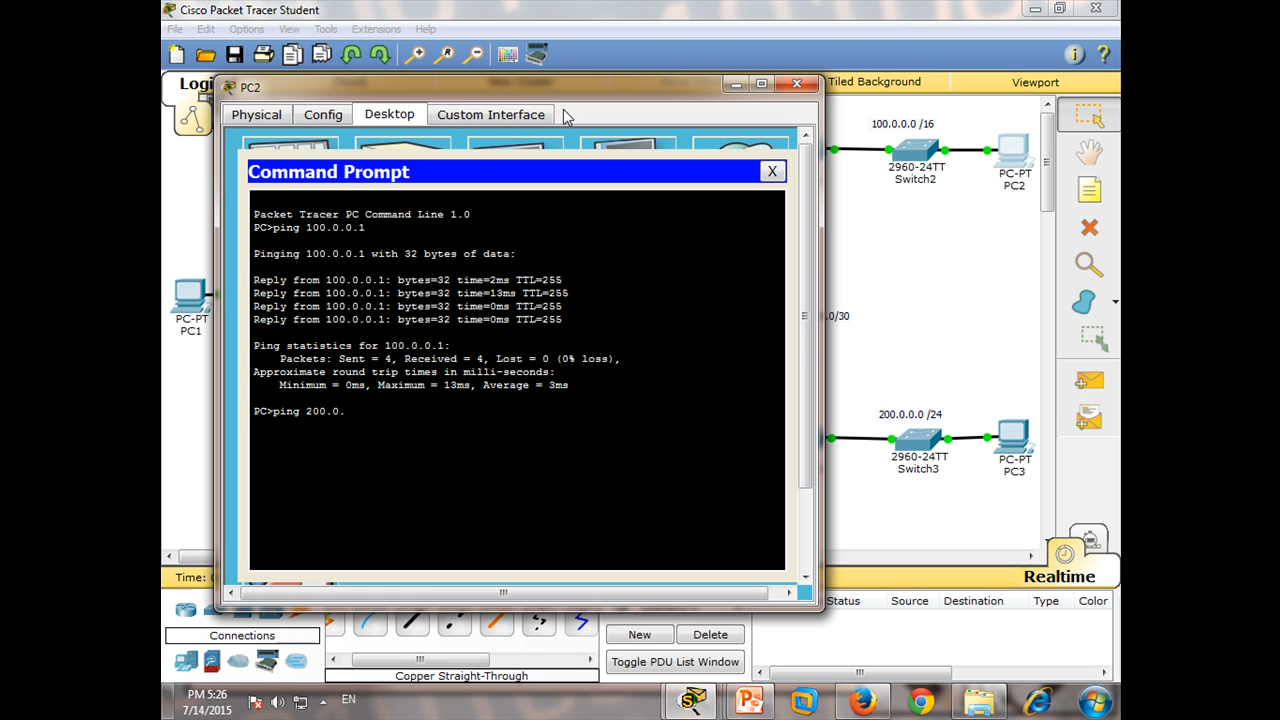 Cisco Packet Tracer Student
File Edit Options View Tools Extensions Help
Logi
Tiled Background
Viewport
PC2
Physical Config Desktop Custom Interface
Command Prompt
X
Packet Tracer PC Command Line 1.0
PC>ping 100.0.0.1
Pinging 100.0.0.1 with 32 bytes of data:
Reply from 100.0.0.1: bytes=32 time=2ms TTL=255
Reply from 100.0.0.1: bytes=32 time=13ms TTL=255
Reply from 100.0.0.1: bytes=32 time=0ms TTL=255
Reply from 100.0.0.1: bytes=32 time=0ms TTL=255
Ping statistics for 100.0.0.1:
Packets: Sent = 4, Received = 4, Lost = 0 (0% loss),
Approximate round trip times in milli-seconds:
Minimum = 0ms, Maximum = 13ms, Average = 3ms
PC>ping 200.0.
PC-PT
PC1
100.0.0.0 /16
2960-24TT
Switch2
PC-PT
PC2
.0/30
200.0.0.0 /24
2960-24TT
Switch3
PC-PT
PC3
Time:
Realtime
Status Source Destination Type Color
Connections
New Delete
Toggle PDU List Window
Copper Straight-Through
PM 5:26
7/14/2015
EN